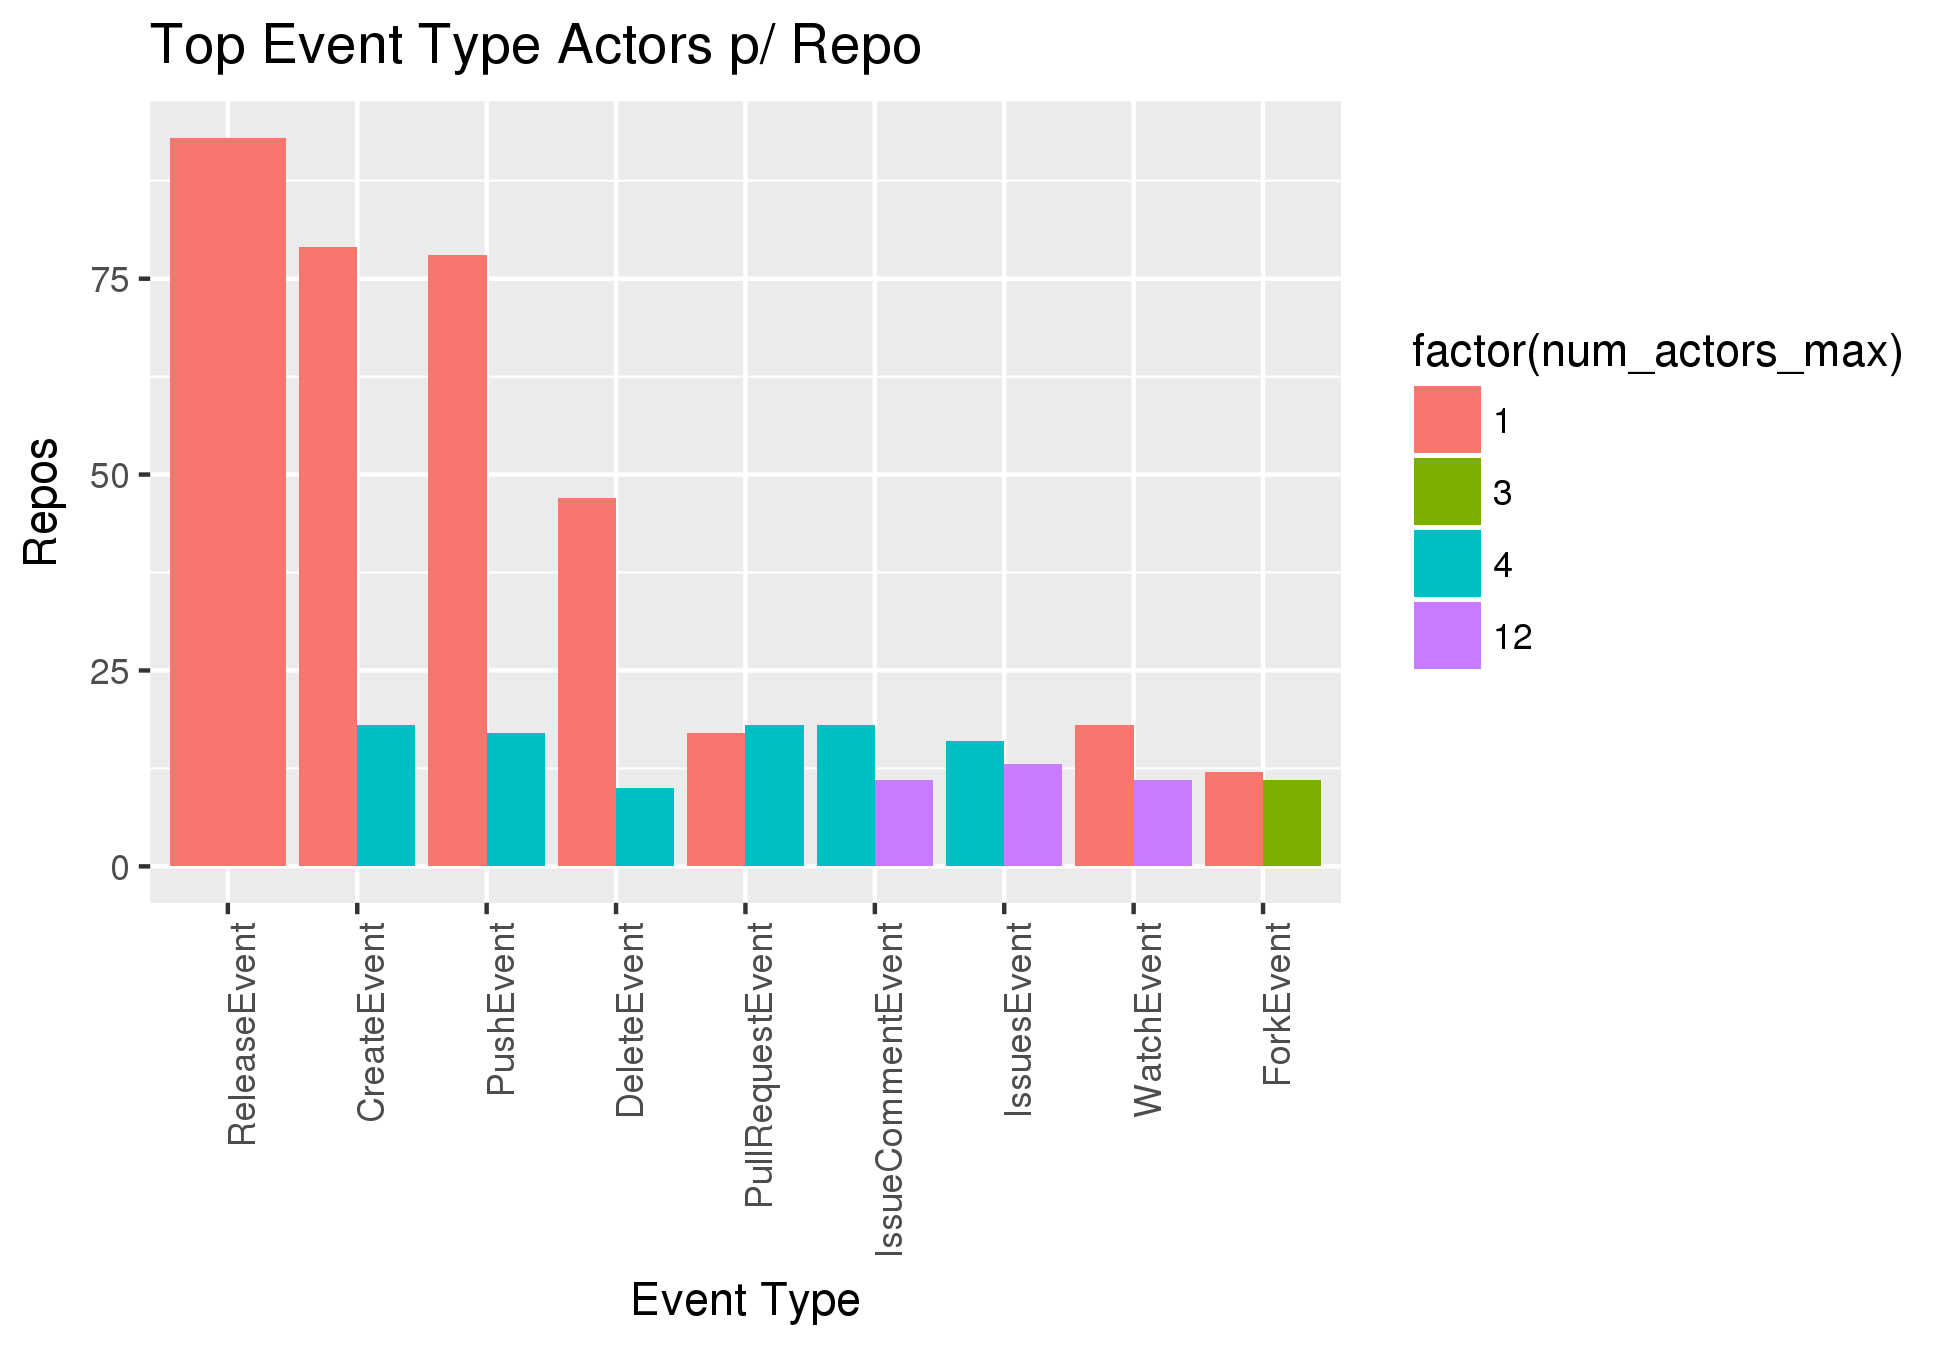 Top Event Type Actors p/ Repo
Repos
75
50
25
0
ReleaseEvent
CreateEvent
PushEvent
DeleteEvent
PullRequestEvent
IssueCommentEvent
IssuesEvent
WatchEvent
ForkEvent
Event Type
factor(num_actors_max)
1
3
4
12